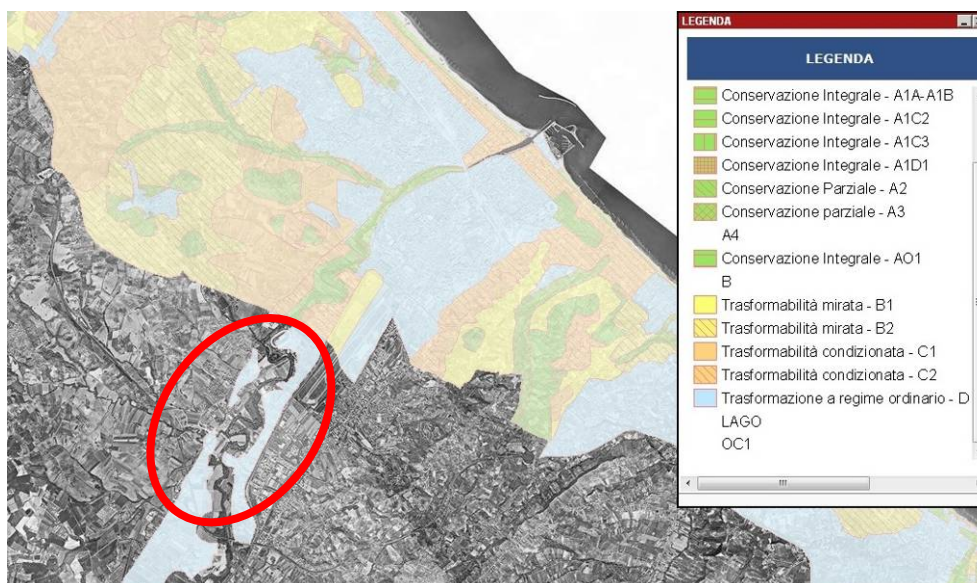 LEGENDA
LEGENDA
Conservazione Integrale - A1A-A1B
Conservazione Integrale - A1C2
Conservazione Integrale - A1C3
Conservazione Integrale - A1D1
Conservazione Parziale - A2
Conservazione parziale - A3
A4
Conservazione Integrale - AO1
B
Trasformabilità mirata - B1
Trasformabilità mirata - B2
Trasformabilità condizionata - C1
Trasformabilità condizionata - C2
Trasformazione a regime ordinario - D
LAGO
OC1